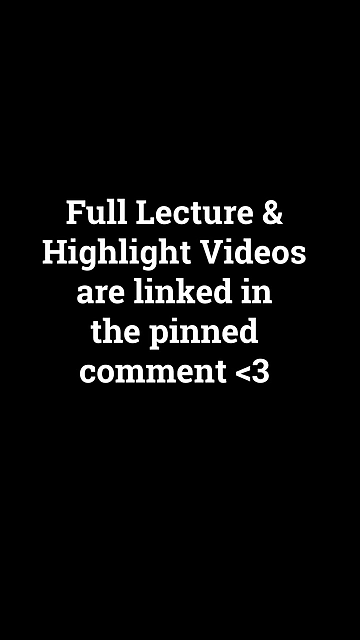 Full Lecture &
Highlight Videos
are linked in
the pinned
comment <3